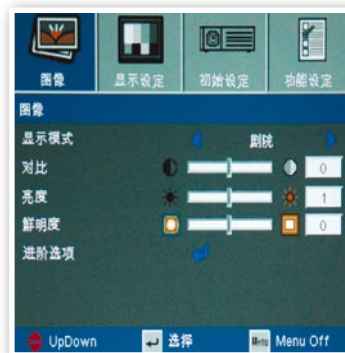 图像 显示设定 初始设定 功能设定
图像
显示模式 剧院
对比 0
亮度 1
鲜明度 0
进阶选项
UpDown 选择 Menu Menu Off